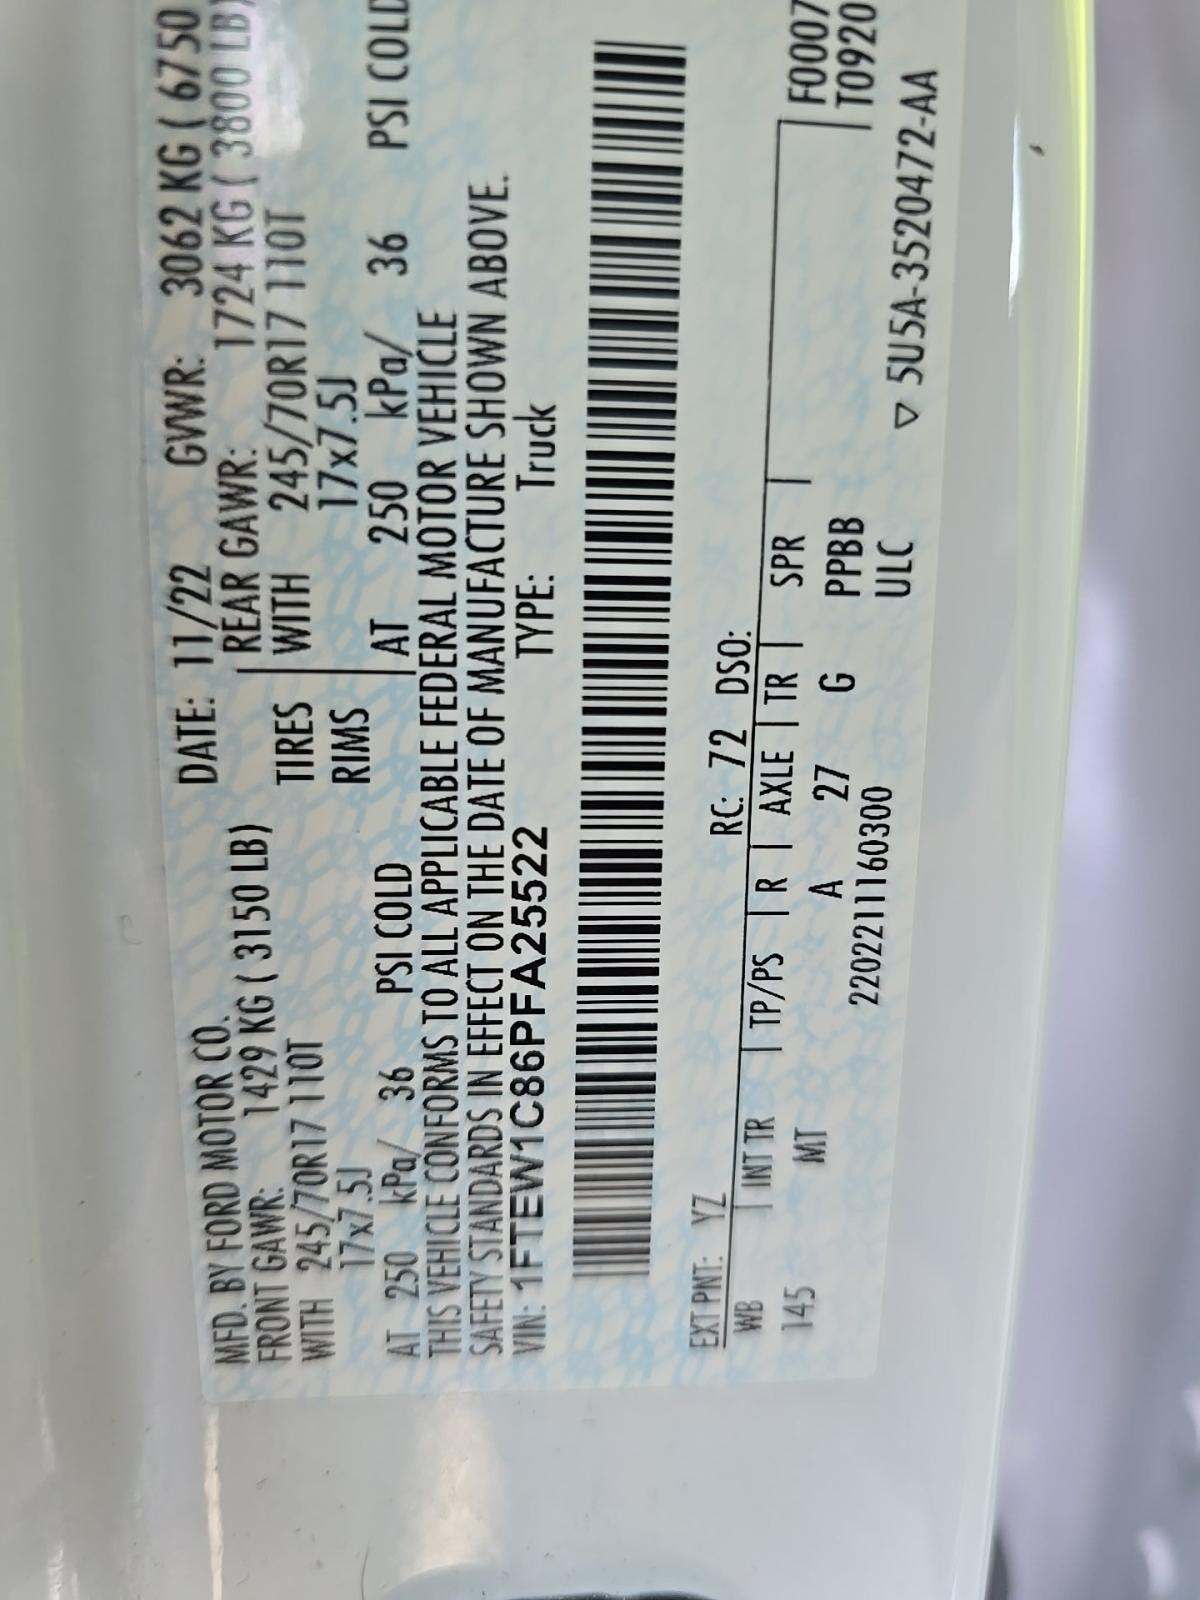 MFD. BY FORD MOTOR CO. DATE: 11/22 GVWR: 3062 KG ( 6750
FRONT GAWR: 1429 KG ( 3150 LB) REAR GAWR: 1724 KG ( 3800 LB)
WITH 245/70R17 110T TIRES WITH 245/70R17 110T
17x7.5J RIMS 17x7.5J
AT 250 kPa/ 36 PSI COLD AT 250 kPa/ 36 PSI COLD
THIS VEHICLE CONFORMS TO ALL APPLICABLE FEDERAL MOTOR VEHICLE
SAFETY STANDARDS IN EFFECT ON THE DATE OF MANUFACTURE SHOWN ABOVE.
VIN: 1FTEW1C86PFA25522 TYPE: Truck
EXT PNT: YZ RC: 72 DSO:
WB | INT TR | TP/PS | R | AXLE | TR | SPR | F0007
145 MT A 27 G PPBB T0920
2202211160300 ULC
▽ 5U5A-3520472-AA